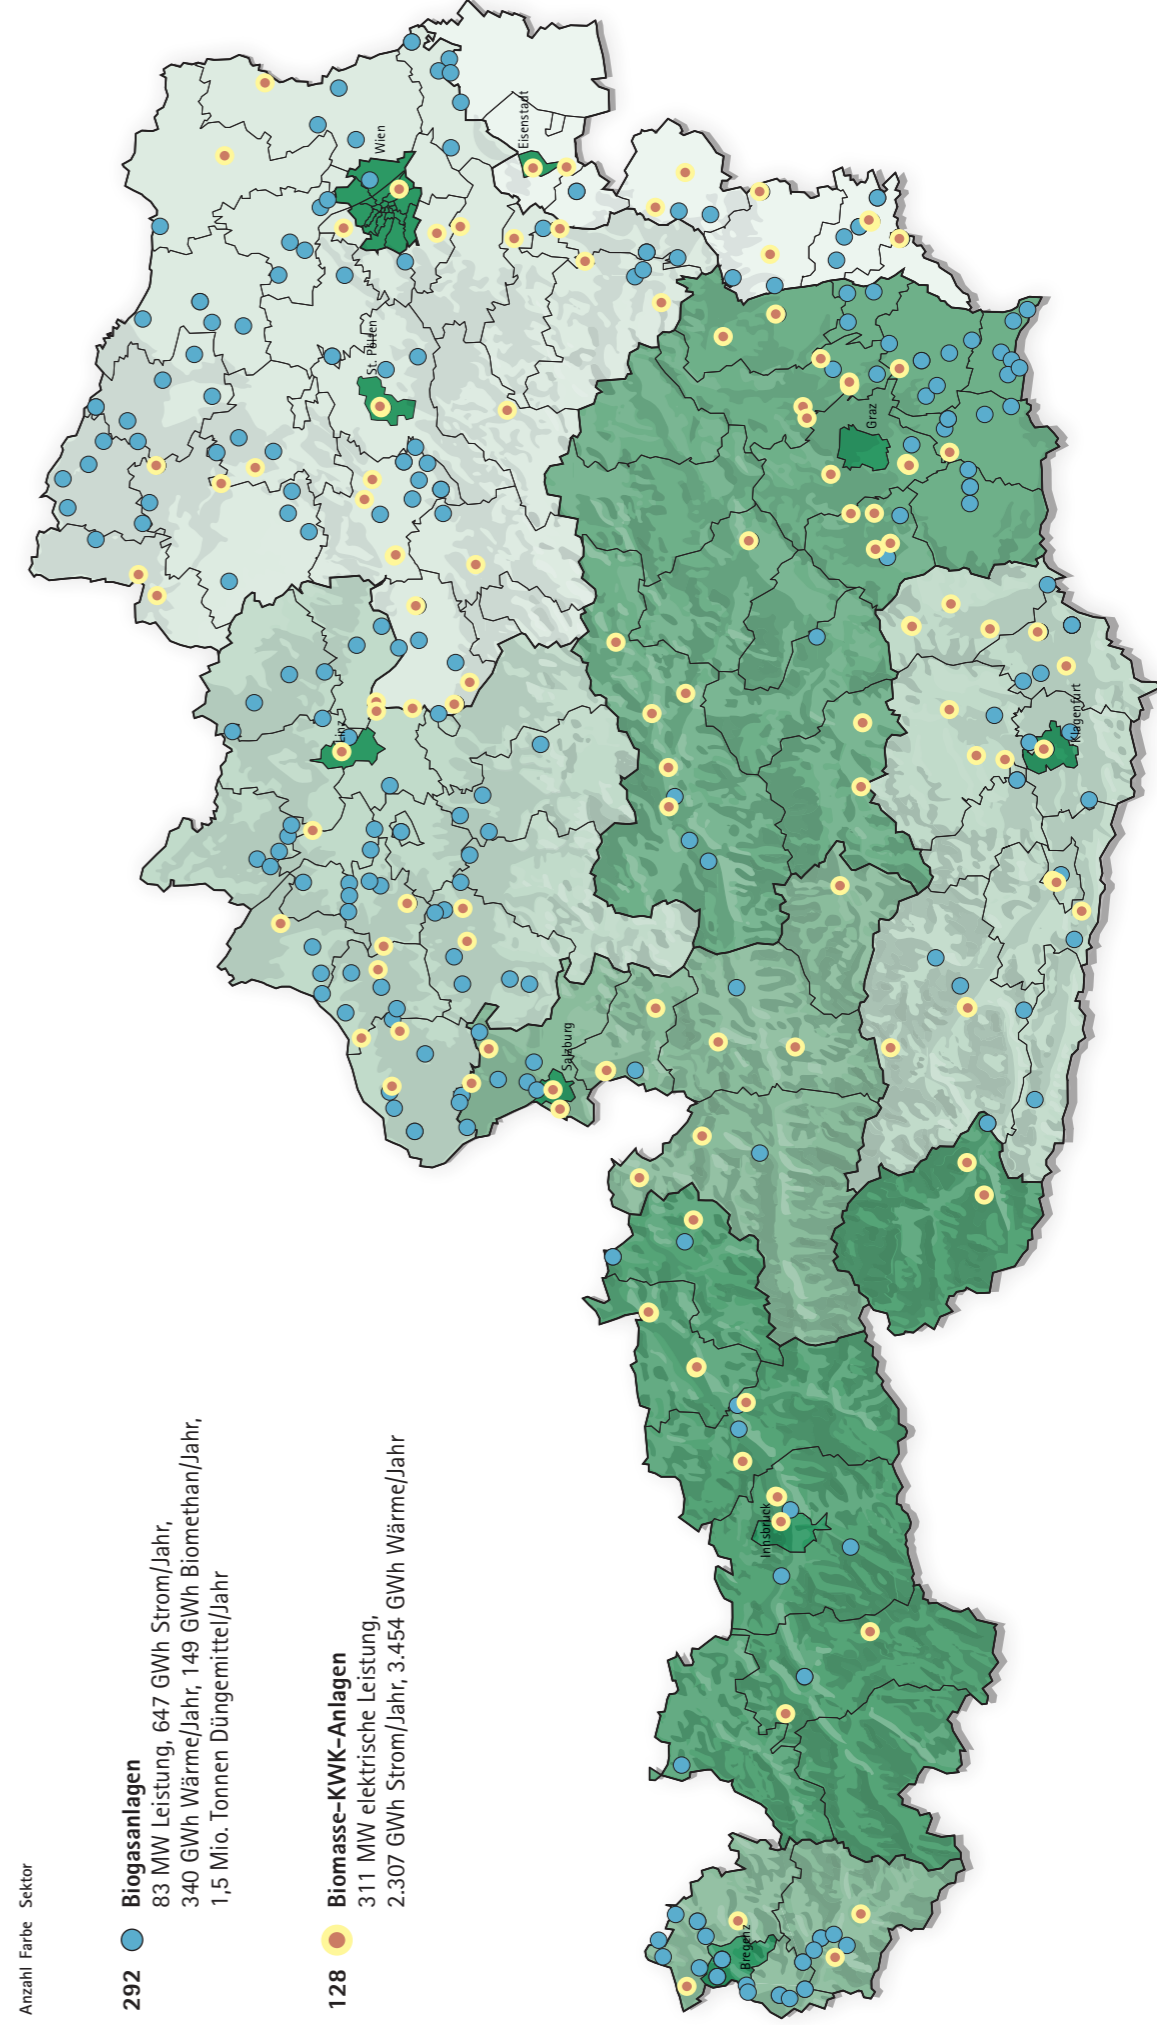 Anzahl Farbe Sektor
292 Biogasanlagen
83 MW Leistung, 647 GWh Strom/Jahr,
340 GWh Wärme/Jahr, 149 GWh Biomethan/Jahr,
1,5 Mio. Tonnen Düngemittel/Jahr
128 Biomasse-KWK-Anlagen
311 MW elektrische Leistung,
2.307 GWh Strom/Jahr, 3.454 GWh Wärme/Jahr
Bregenz
Innsbruck
Salzburg
Linz
St. Pölten
Wien
Eisenstadt
Graz
Klagenfurt